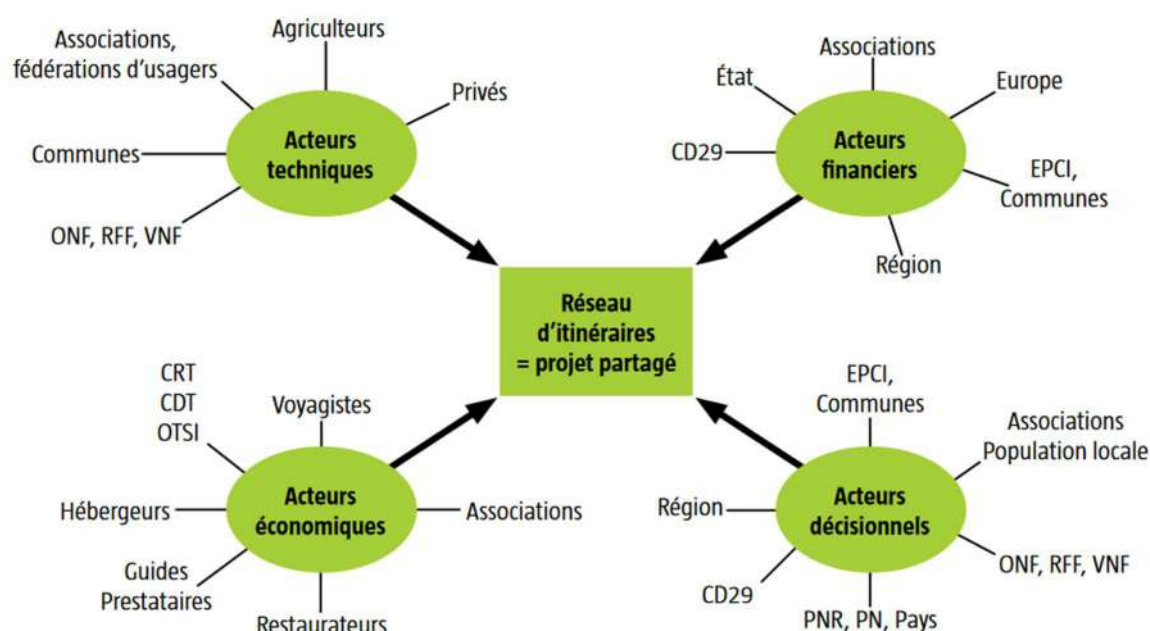 Associations,
fédérations d'usagers
Agriculteurs
Privés
Communes
Acteurs
techniques
ONF, RFF, VNF
Associations
État
Europe
CD29
Acteurs
financiers
EPCI,
Communes
Région
Réseau
d'itinéraires
= projet partagé
CRT
CDT
OTSI
Voyagistes
Hébergeurs
Acteurs
économiques
Associations
Guides
Prestataires
Restaurateurs
EPCI,
Communes
Associations
Population locale
Région
Acteurs
décisionnels
ONF, RFF, VNF
CD29
PNR, PN, Pays